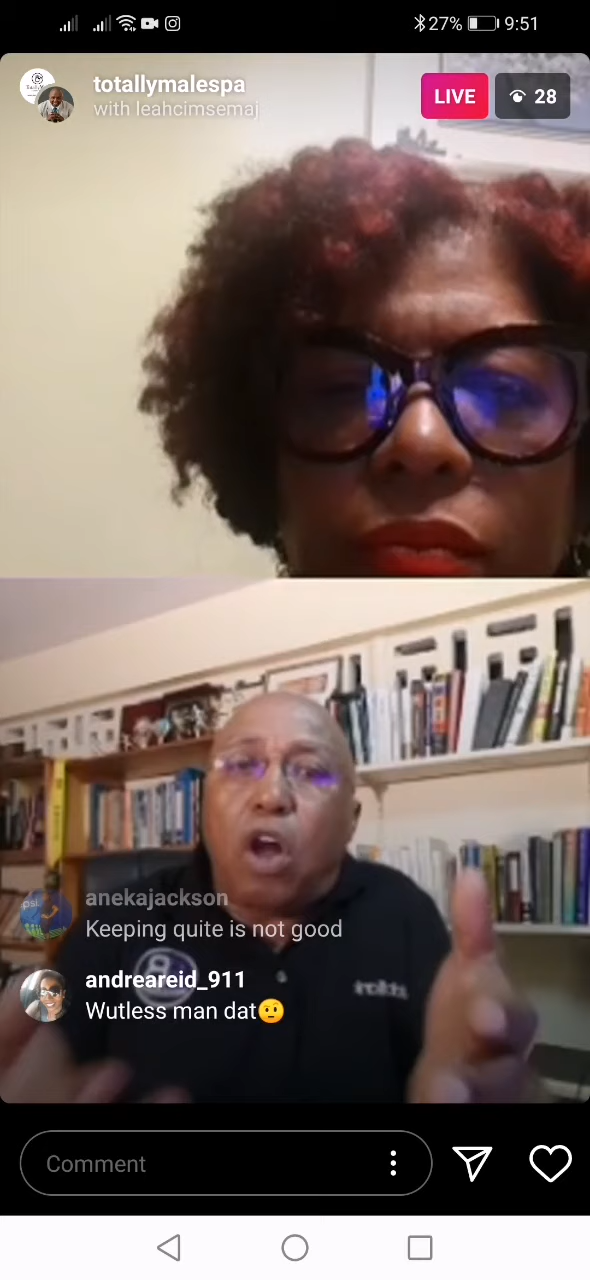 27% 9:51
totallymalespa
with leahcimsemaj
LIVE
28
anekajackson
Keeping quite is not good
andreareid_911
Wutless man dat🤨
Comment